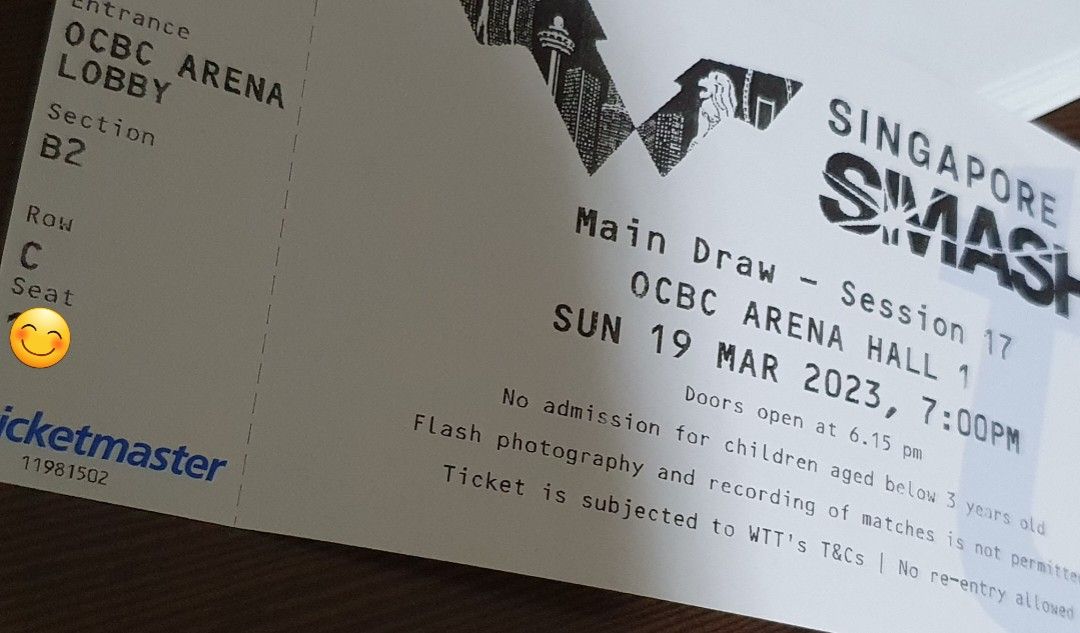 Entrance
OCBC ARENA
LOBBY
Section
B2
Row
C
Seat
ticketmaster
11981502
SINGAPORE
SMASH
Main Draw – Session 17
OCBC ARENA HALL 1
SUN 19 MAR 2023, 7:00PM
Doors open at 6.15 pm
No admission for children aged below 3 years old
Flash photography and recording of matches is not permitted
Ticket is subjected to WTT's T&Cs | No re-entry allowed